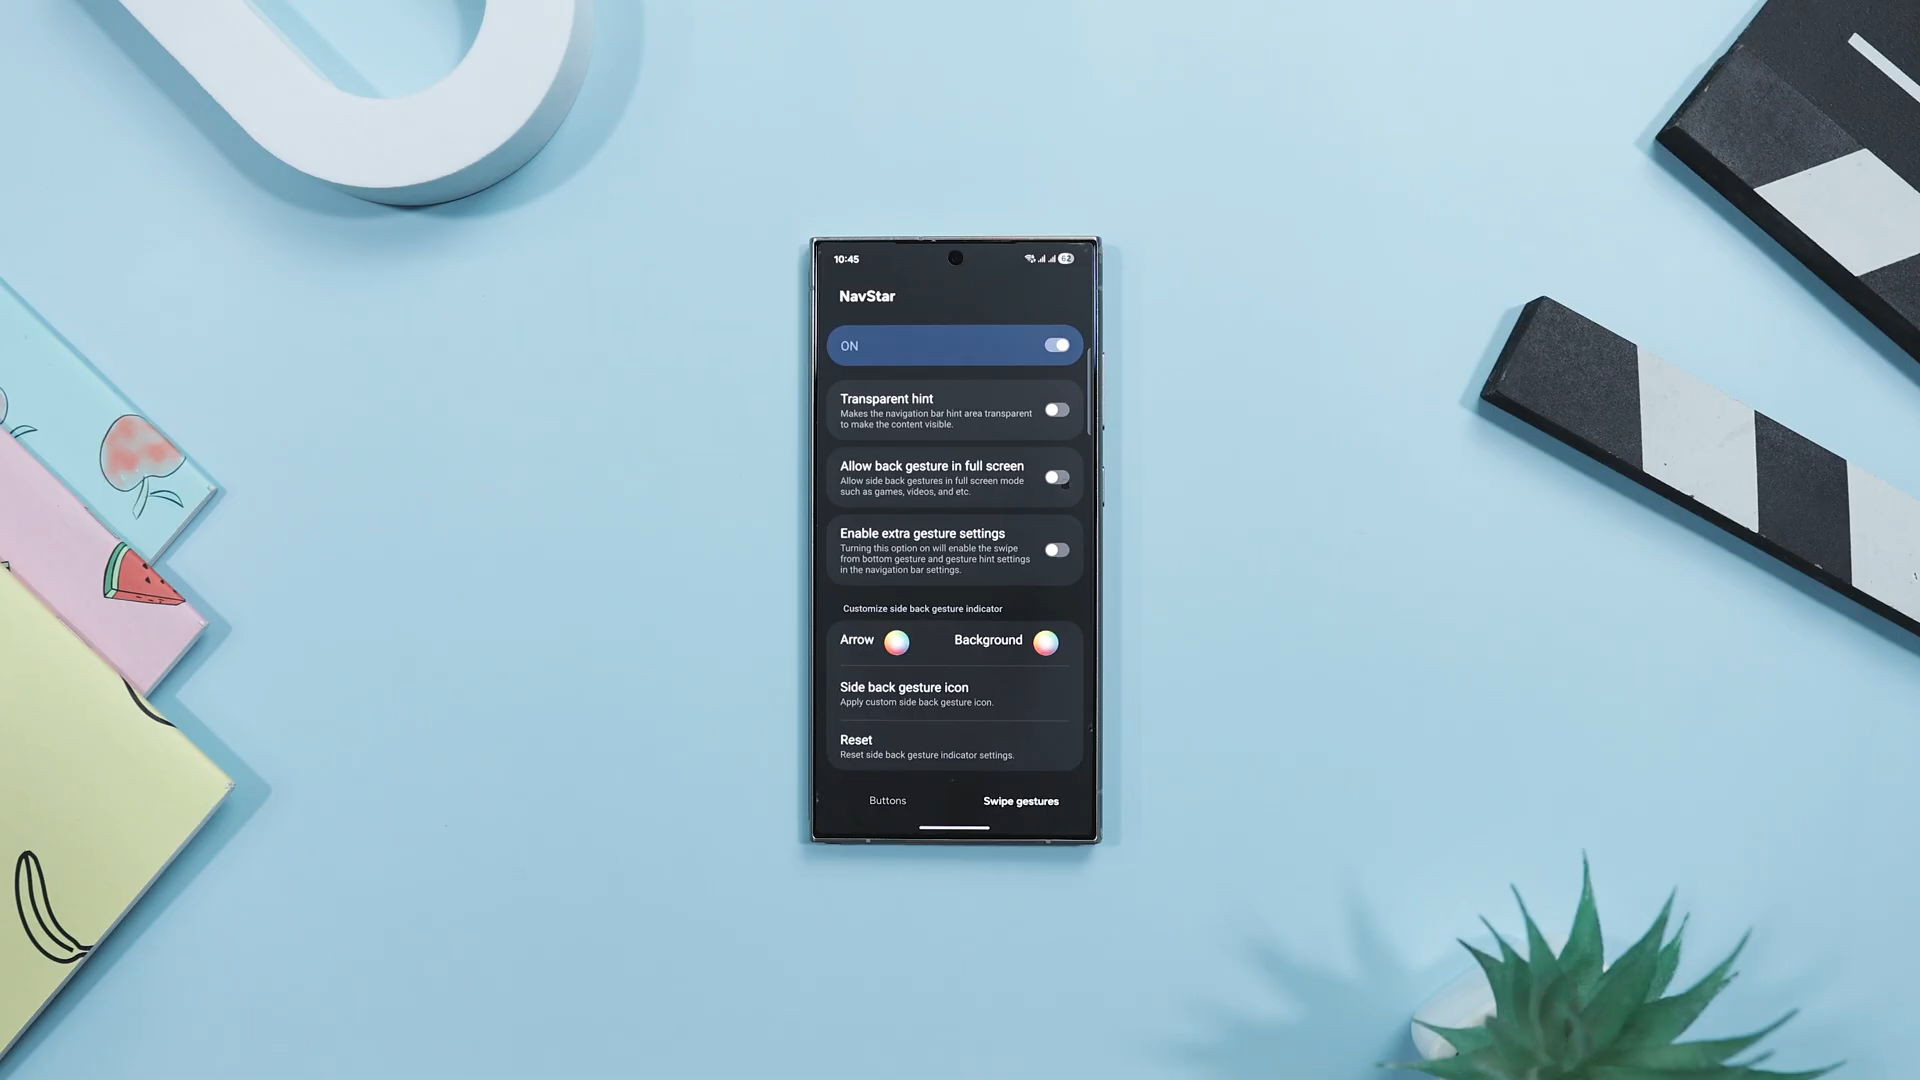 10:45
62
NavStar
ON
Transparent hint
Makes the navigation bar hint area transparent
to make the content visible.
Allow back gesture in full screen
Allow side back gestures in full screen mode
such as games, videos, and etc.
Enable extra gesture settings
Turning this option on will enable the swipe
from bottom gesture and gesture hint settings
in the navigation bar settings.
Customize side back gesture indicator
Arrow Background
Side back gesture icon
Apply custom side back gesture icon.
Reset
Reset side back gesture indicator settings.
Buttons Swipe gestures